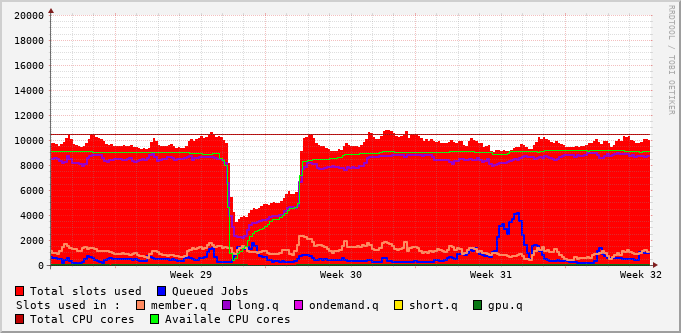 20000
18000
16000
14000
12000
10000
8000
6000
4000
2000
0
Week 29 Week 30 Week 31 Week 32
RRDTOOL / TOBI OETIKER
Total slots used Queued Jobs
Slots used in : member.q long.q ondemand.q short.q gpu.q
Total CPU cores Availale CPU cores